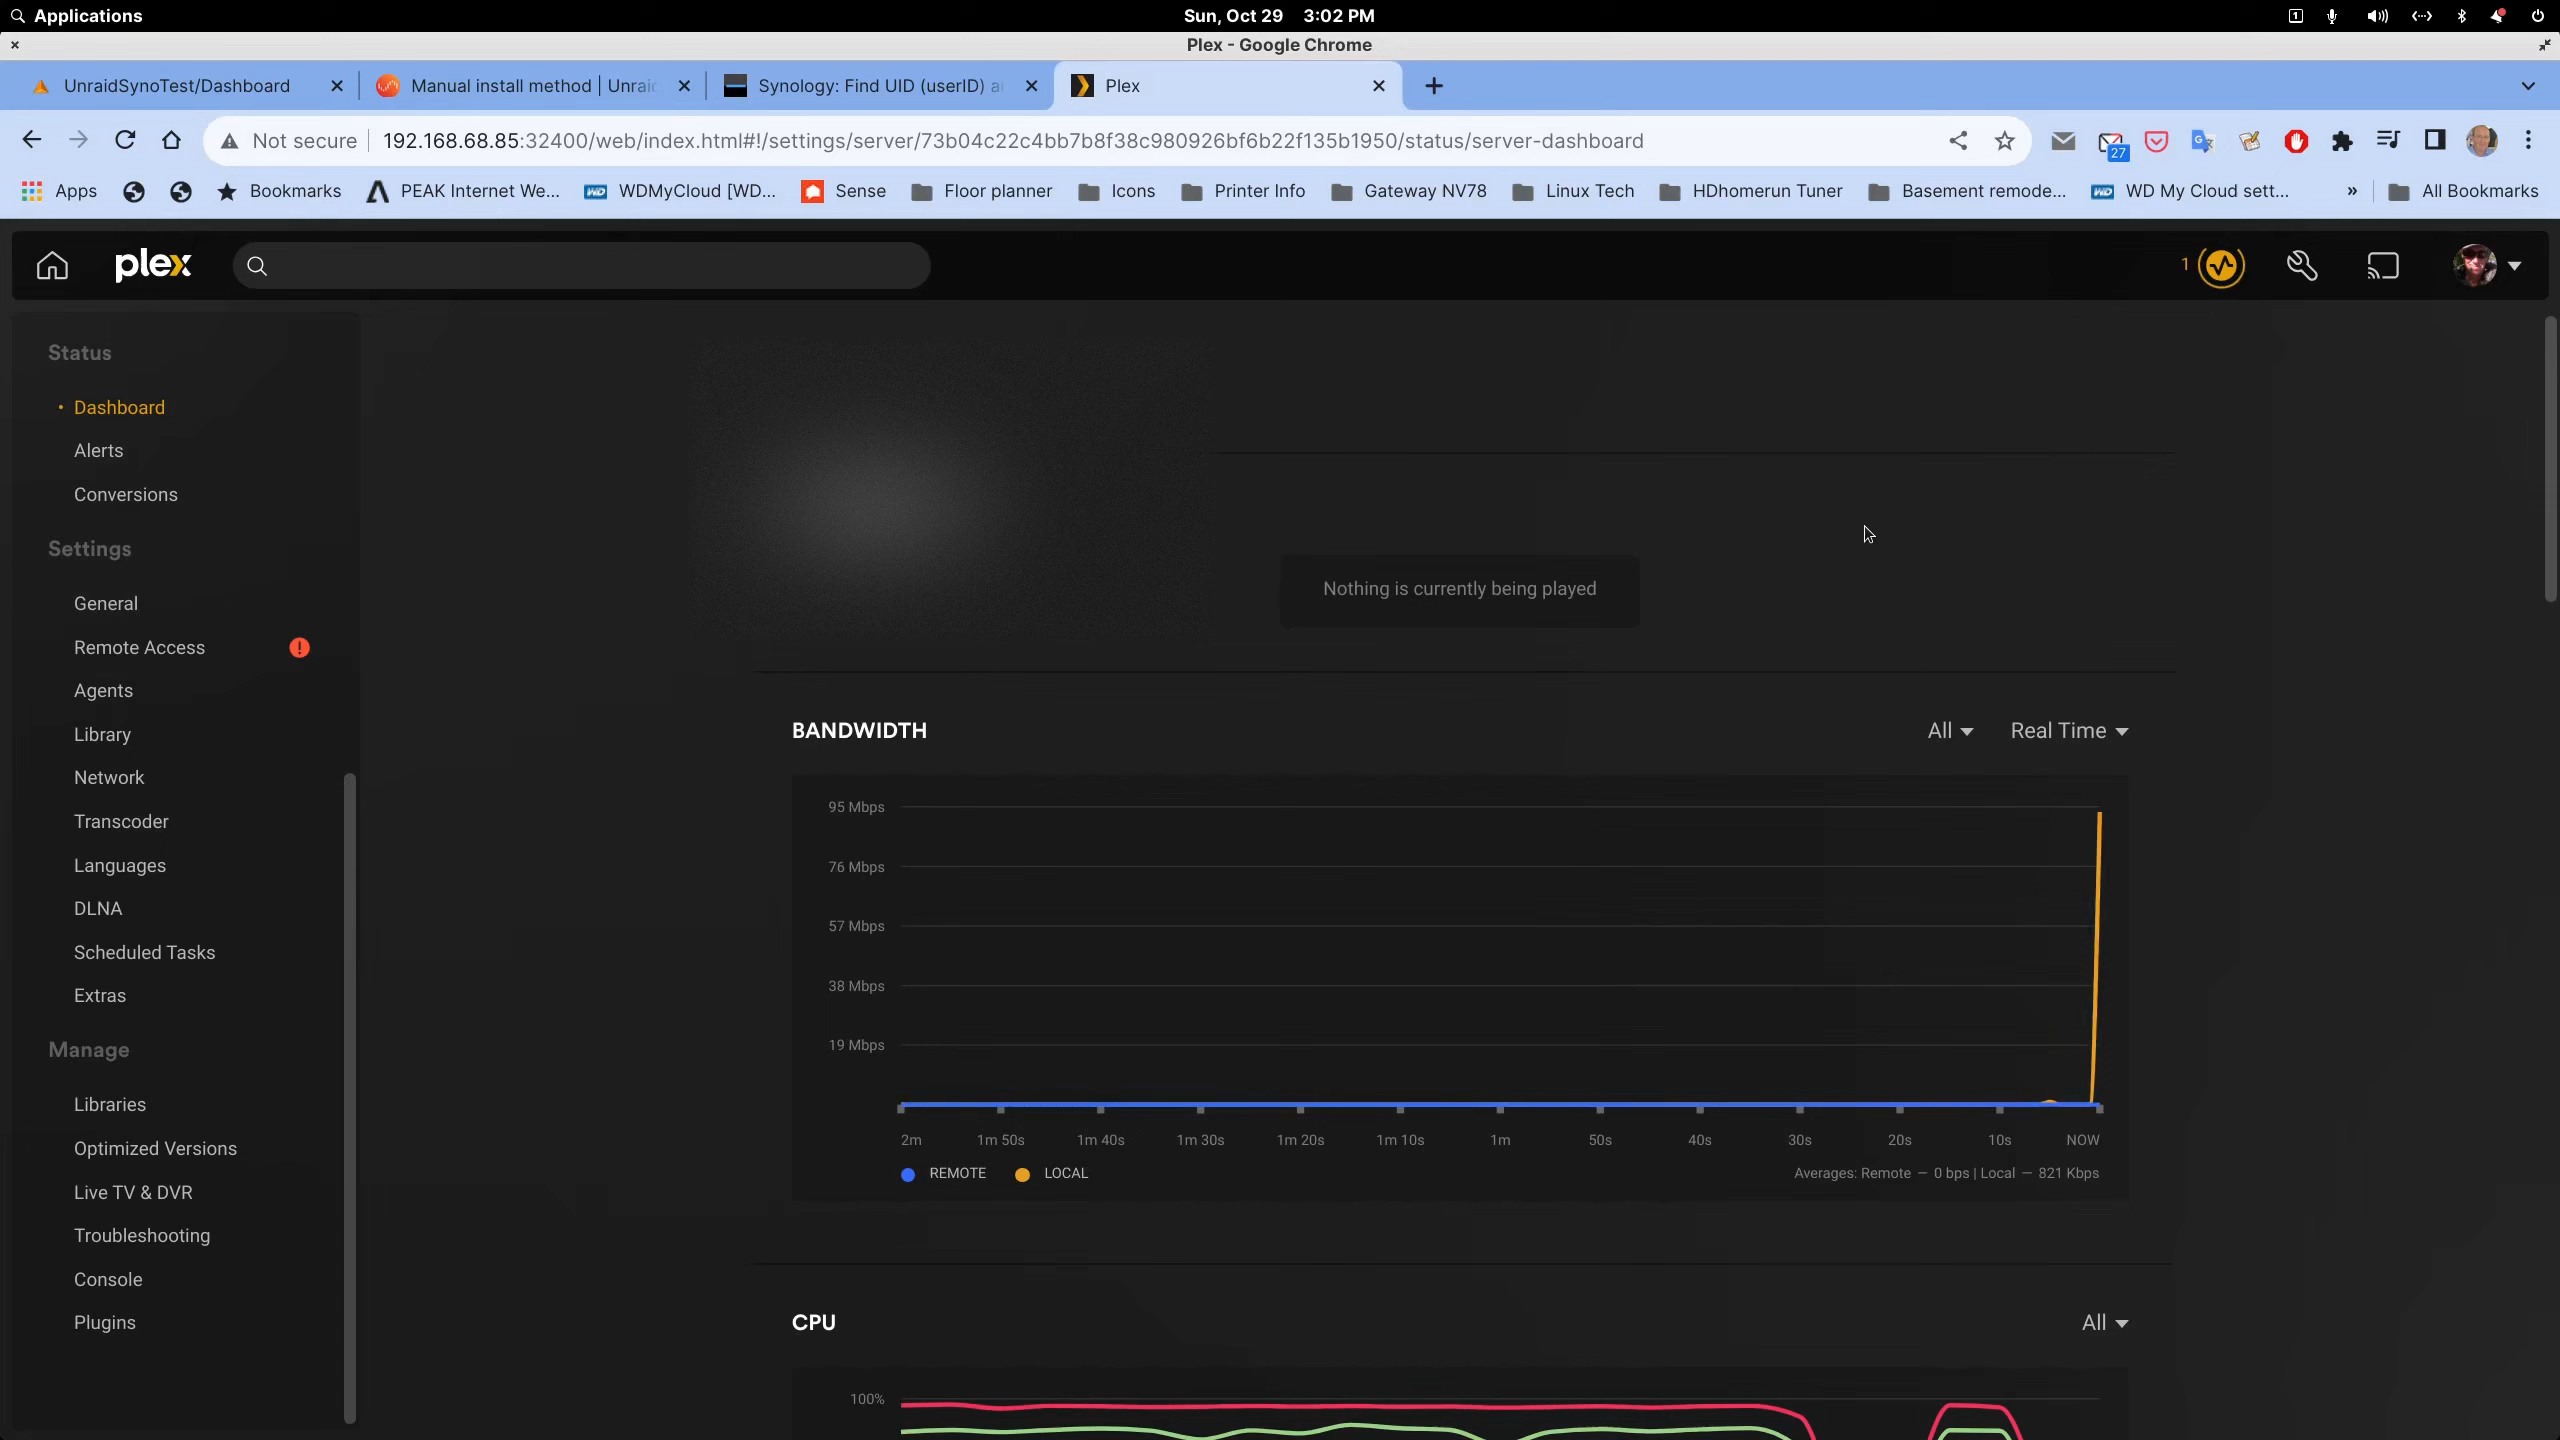 Applications
Sun, Oct 29 3:02 PM
1
Plex - Google Chrome
UnraidSynoTest/Dashboard
Manual install method | Unraid
Synology: Find UID (userID) a
Plex
Not secure
192.168.68.85:32400/web/index.html#!/settings/server/73b04c22c4bb7b8f38c980926bf6b22f135b1950/status/server-dashboard
27
Apps
Bookmarks
PEAK Internet We...
WDMyCloud [WD...
Sense
Floor planner
Icons
Printer Info
Gateway NV78
Linux Tech
HDhomerun Tuner
Basement remode...
WD My Cloud sett...
»
All Bookmarks
plex
1
Status
Dashboard
Alerts
Conversions
Settings
General
Remote Access
Agents
Library
Network
Transcoder
Languages
DLNA
Scheduled Tasks
Extras
Manage
Libraries
Optimized Versions
Live TV & DVR
Troubleshooting
Console
Plugins
Nothing is currently being played
BANDWIDTH
All
Real Time
95 Mbps
76 Mbps
57 Mbps
38 Mbps
19 Mbps
2m 1m 50s 1m 40s 1m 30s 1m 20s 1m 10s 1m 50s 40s 30s 20s 10s NOW
REMOTE LOCAL
Averages: Remote — 0 bps | Local — 821 Kbps
CPU
All
100%